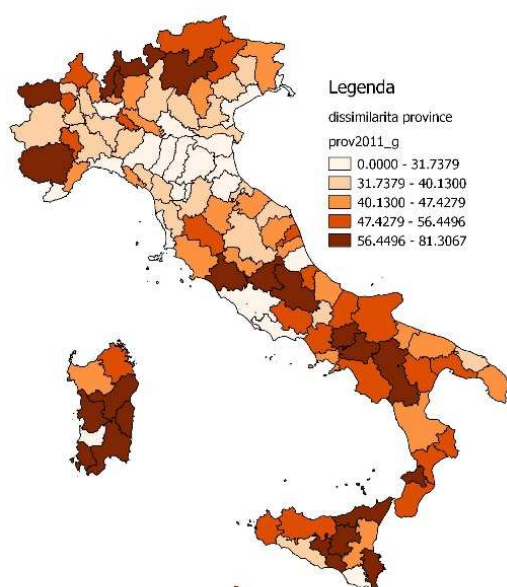 Legenda
dissimilarita province
prov2011_g
0.0000 - 31.7379
31.7379 - 40.1300
40.1300 - 47.4279
47.4279 - 56.4496
56.4496 - 81.3067